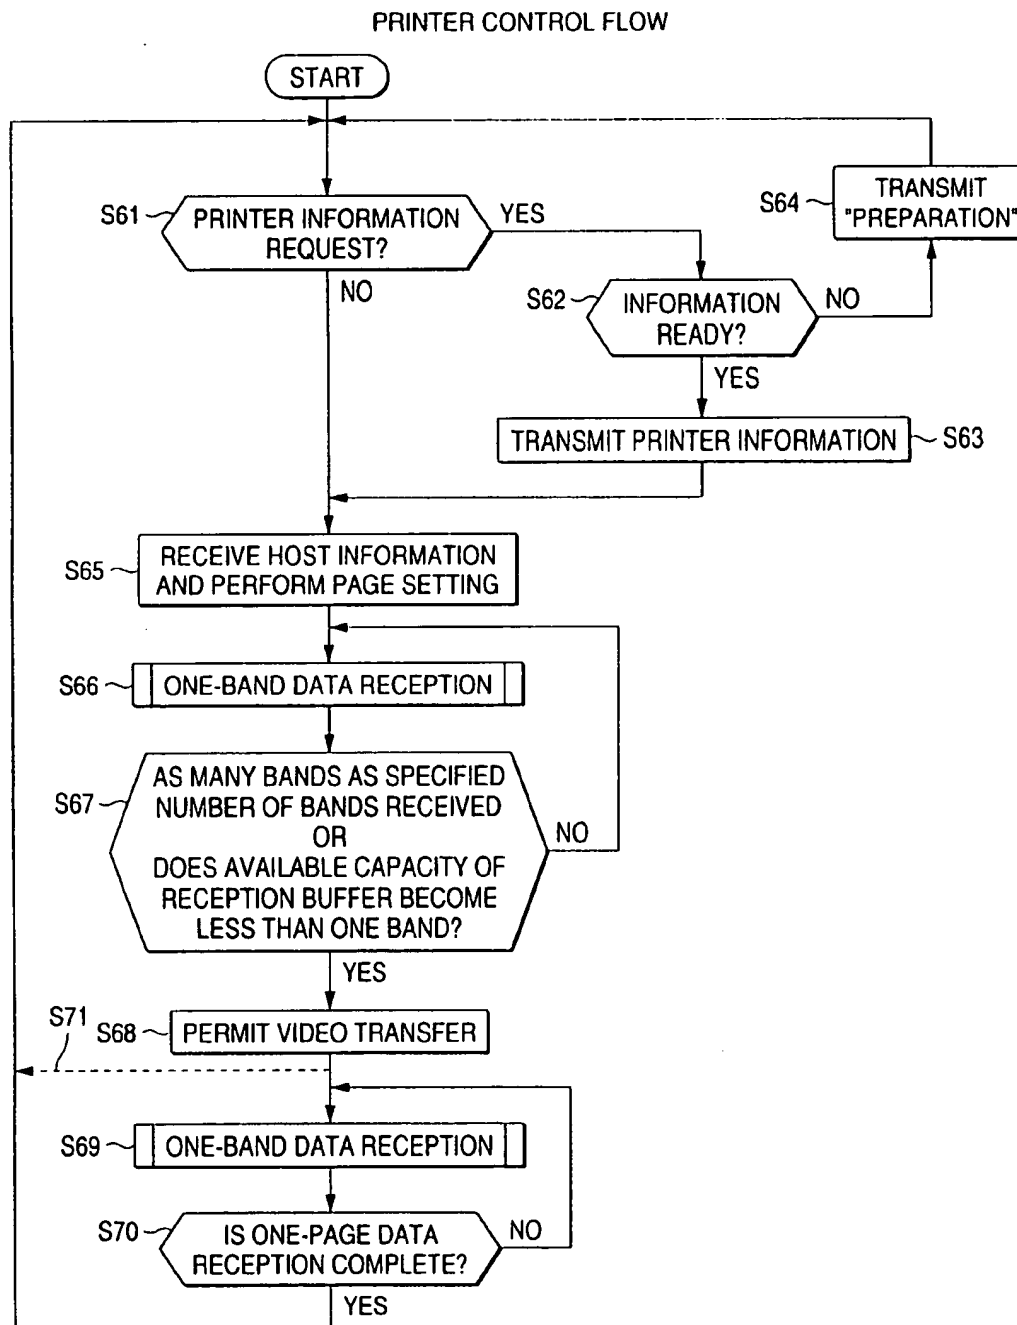 PRINTER CONTROL FLOW
START
S61
PRINTER INFORMATION
REQUEST?
YES
NO
S64
TRANSMIT
"PREPARATION"
S62
INFORMATION
READY?
NO
YES
TRANSMIT PRINTER INFORMATION
S63
S65
RECEIVE HOST INFORMATION
AND PERFORM PAGE SETTING
S66
ONE-BAND DATA RECEPTION
S67
AS MANY BANDS AS SPECIFIED
NUMBER OF BANDS RECEIVED
OR
DOES AVAILABLE CAPACITY OF
RECEPTION BUFFER BECOME
LESS THAN ONE BAND?
NO
YES
S71
S68
PERMIT VIDEO TRANSFER
S69
ONE-BAND DATA RECEPTION
S70
IS ONE-PAGE DATA
RECEPTION COMPLETE?
NO
YES